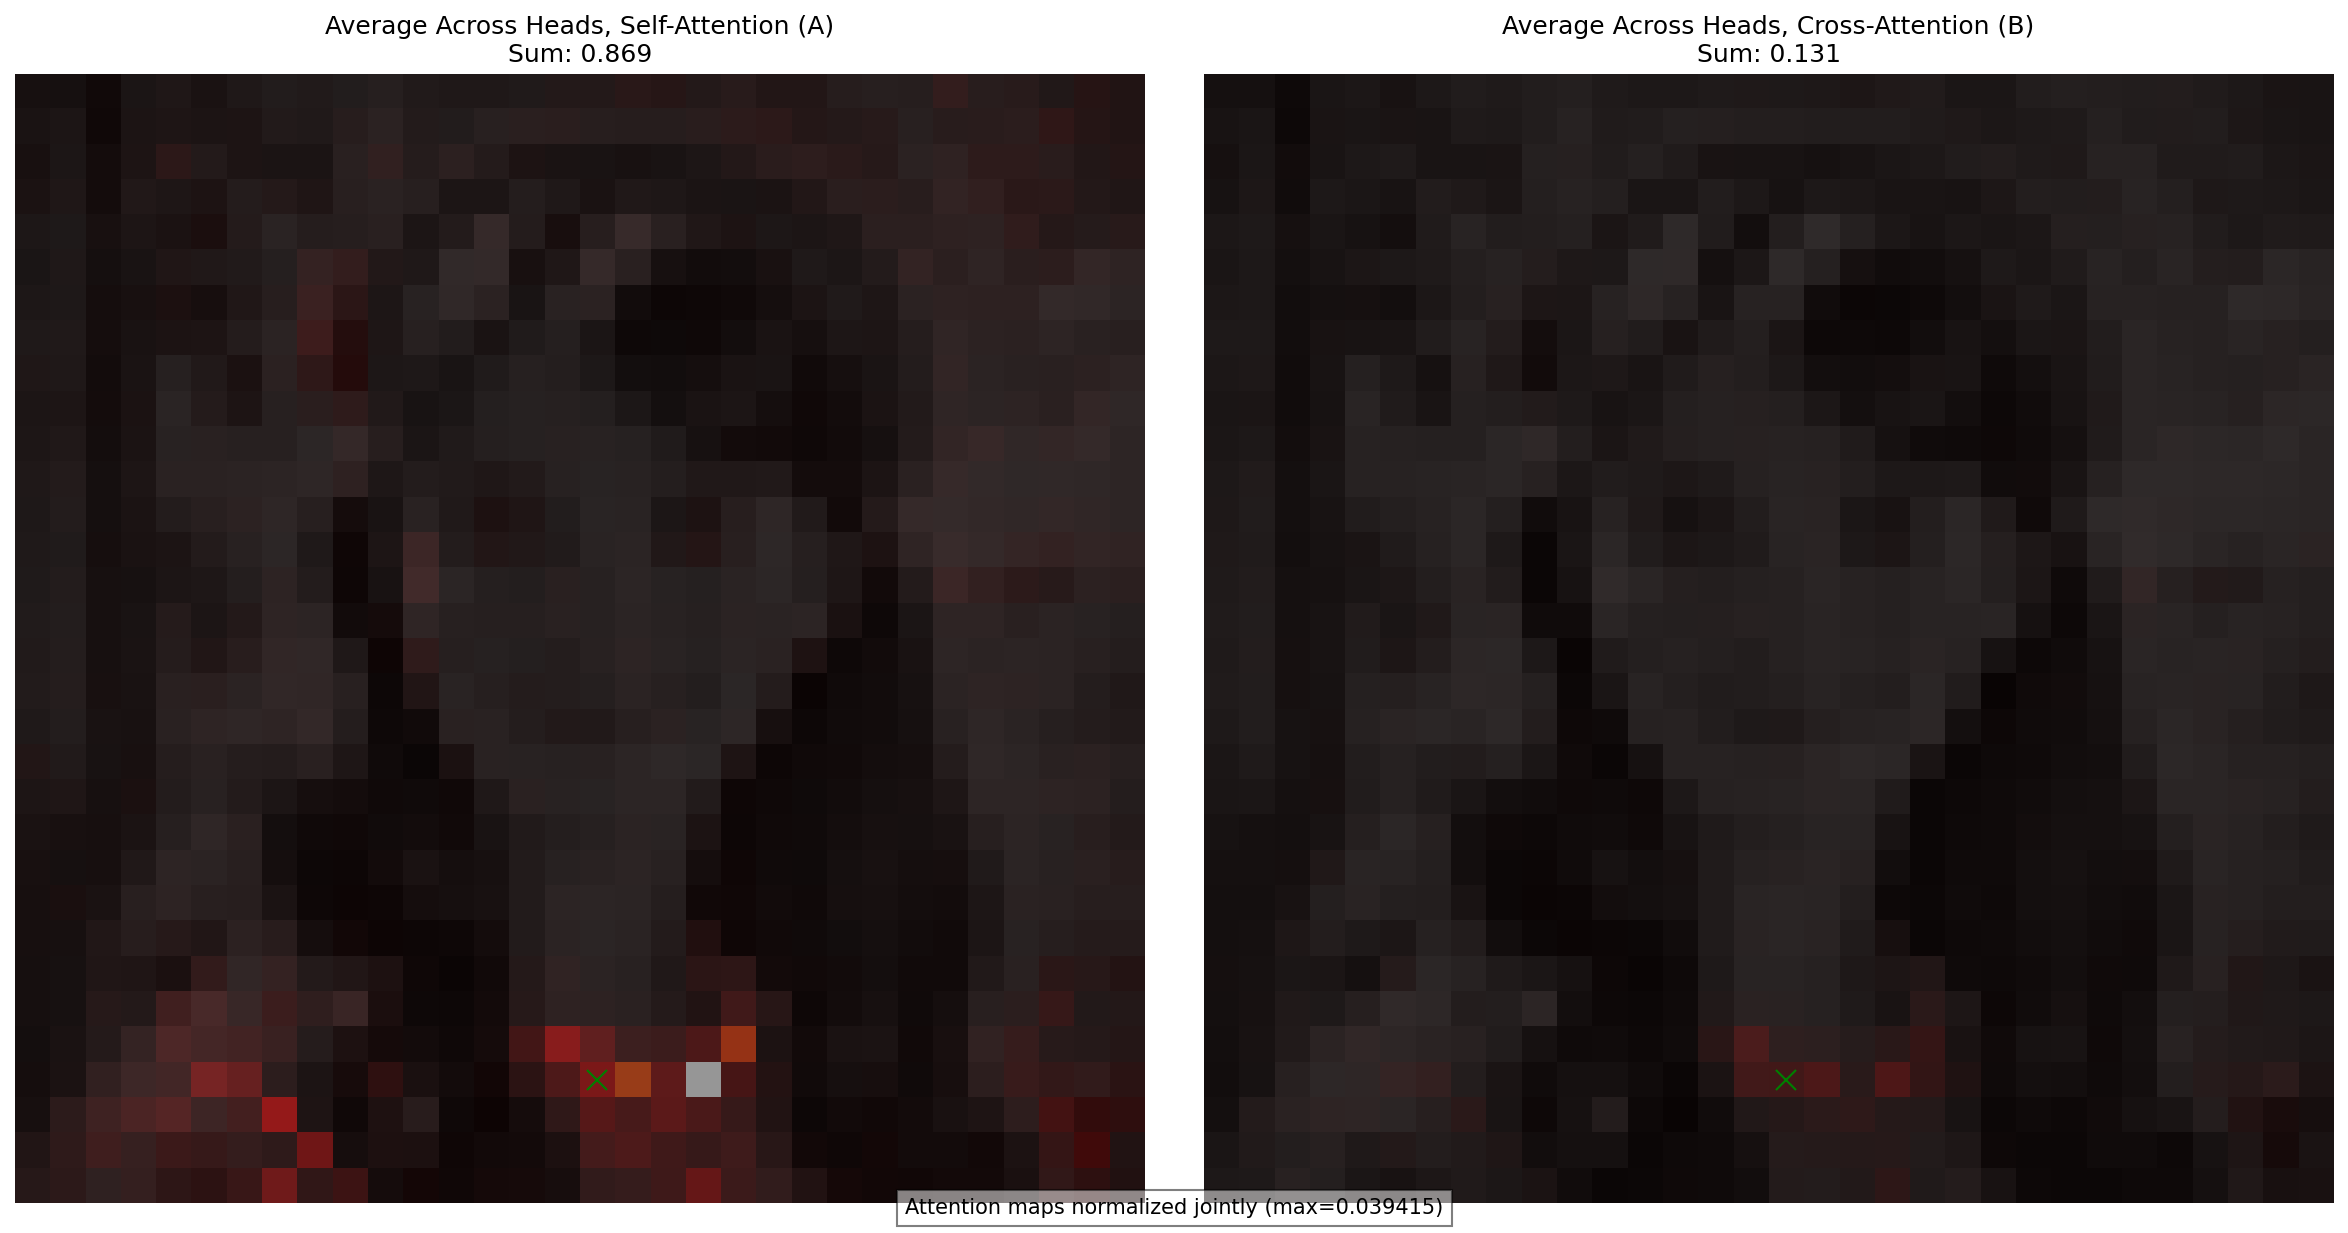 Average Across Heads, Self-Attention (A)
Sum: 0.869
Average Across Heads, Cross-Attention (B)
Sum: 0.131
Attention maps normalized jointly (max=0.039415)